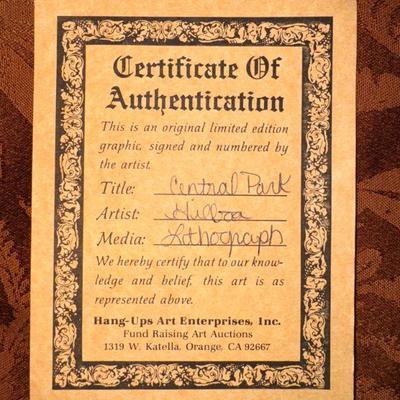 Certificate Of
Authentication
This is an original limited edition
graphic, signed and numbered by
the artist.
Title: Central Park
Artist:
Media: Lithograph
We hereby certify that to our know-
ledge and belief, this art is as
represented above.
Hang-Ups Art Enterprises, Inc.
Fund Raising Art Auctions
1319 W. Katella, Orange, CA 92667